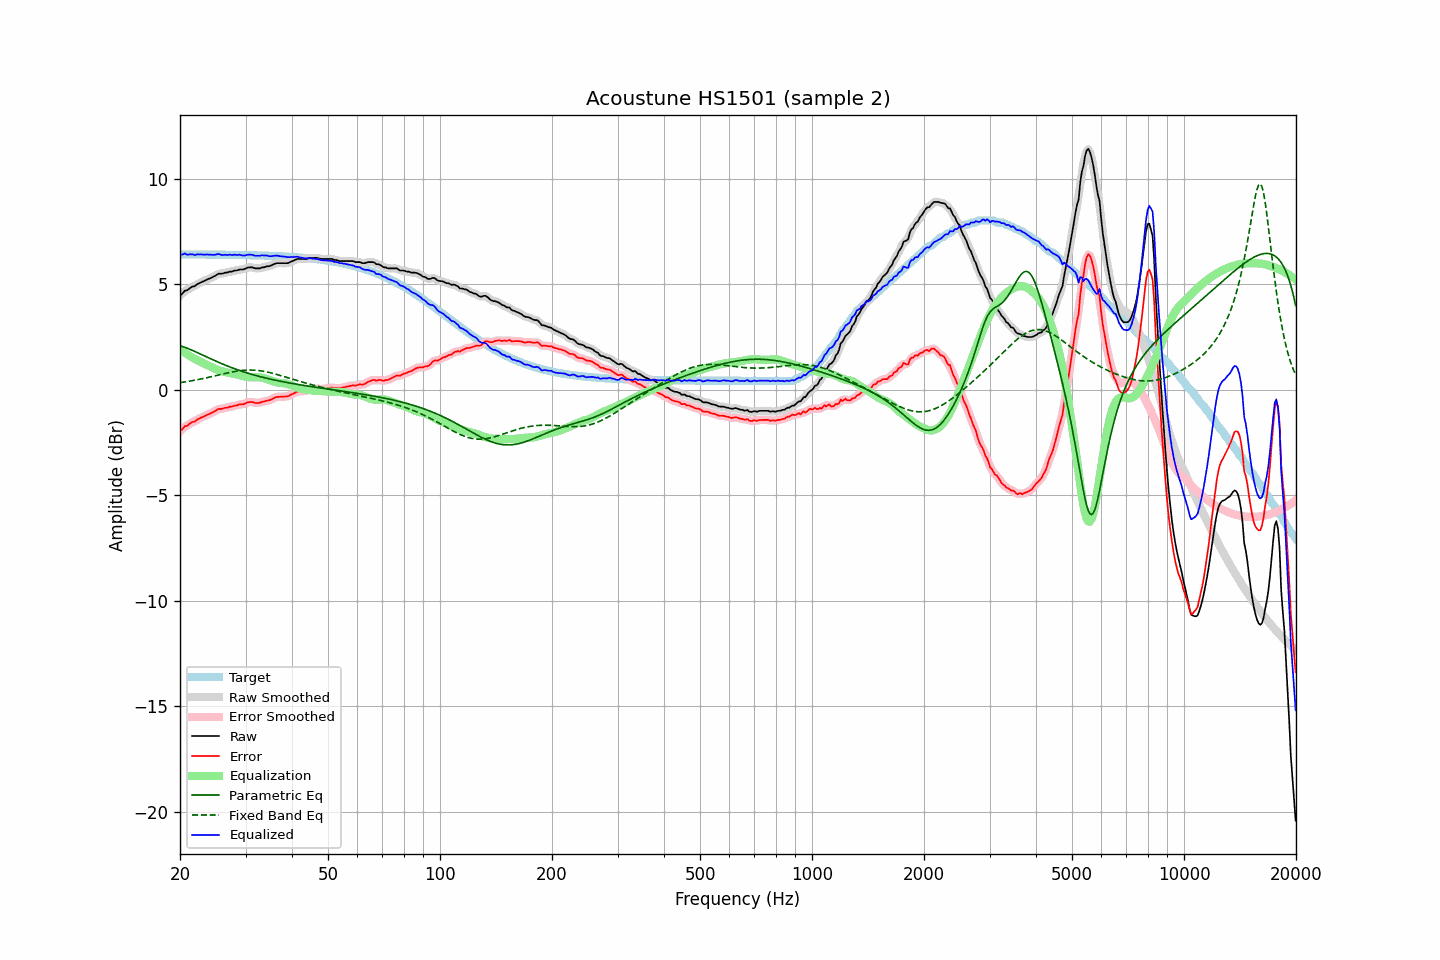 Acoustune HS1501 (sample 2)
Amplitude (dBr)
10
5
0
−5
−10
−15
−20
Target
Raw Smoothed
Error Smoothed
Raw
Error
Equalization
Parametric Eq
Fixed Band Eq
Equalized
20 50 100 200 500 1000 2000 5000 10000 20000
Frequency (Hz)